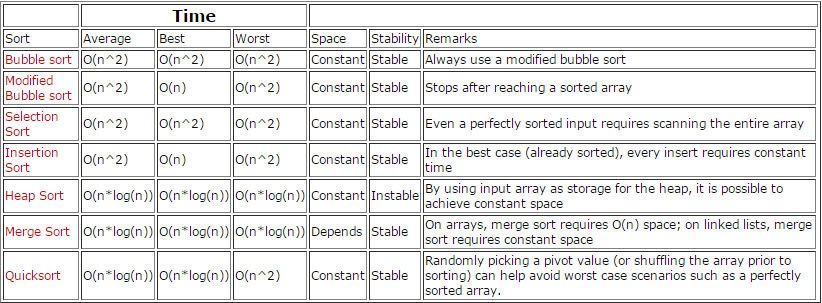 Time
Sort Average Best Worst Space Stability Remarks
Bubble sort O(n^2) O(n^2) O(n^2) Constant Stable Always use a modified bubble sort
Modified
Bubble sort O(n^2) O(n) O(n^2) Constant Stable Stops after reaching a sorted array
Selection
Sort O(n^2) O(n^2) O(n^2) Constant Stable Even a perfectly sorted input requires scanning the entire array
Insertion
Sort O(n^2) O(n) O(n^2) Constant Stable In the best case (already sorted), every insert requires constant
time
Heap Sort O(n*log(n)) O(n*log(n)) O(n*log(n)) Constant Instable By using input array as storage for the heap, it is possible to
achieve constant space
Merge Sort O(n*log(n)) O(n*log(n)) O(n*log(n)) Depends Stable On arrays, merge sort requires O(n) space; on linked lists, merge
sort requires constant space
Quicksort O(n*log(n)) O(n*log(n)) O(n^2) Constant Stable Randomly picking a pivot value (or shuffling the array prior to
sorting) can help avoid worst case scenarios such as a perfectly
sorted array.